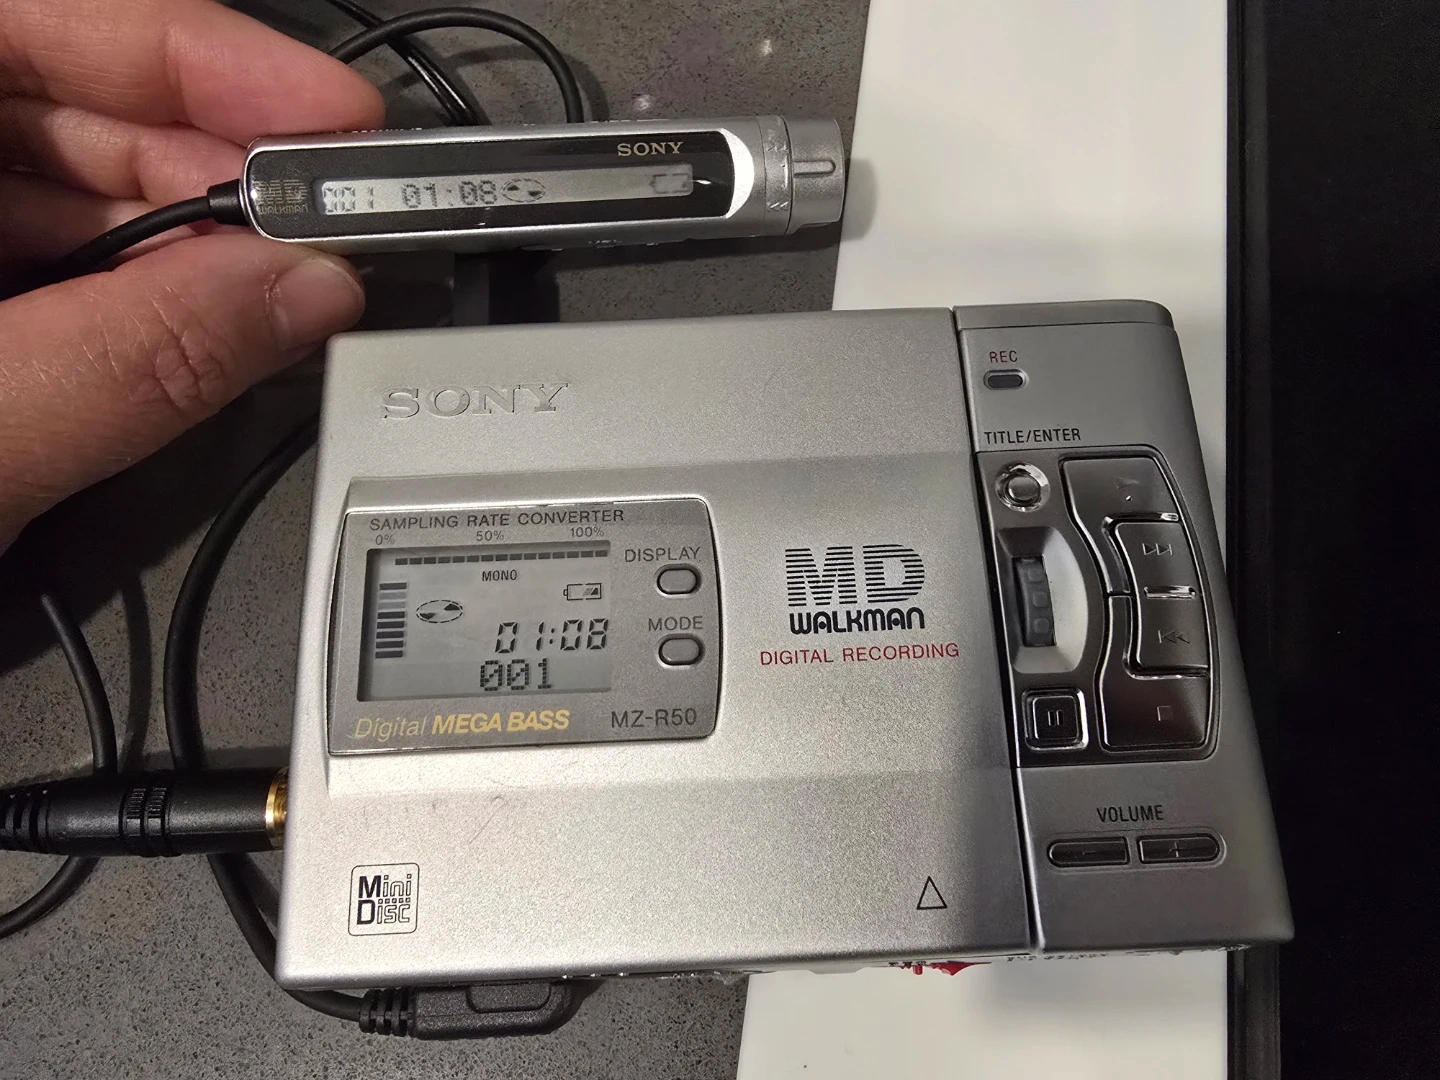 SONY
MD
WALKMAN
001 01:08
SONY
REC
TITLE/ENTER
SAMPLING RATE CONVERTER
0% 50% 100%
DISPLAY
MONO
MODE
01:08
001
Digital MEGA BASS MZ-R50
MD
WALKMAN
DIGITAL RECORDING
VOLUME
- +
Mini
Disc